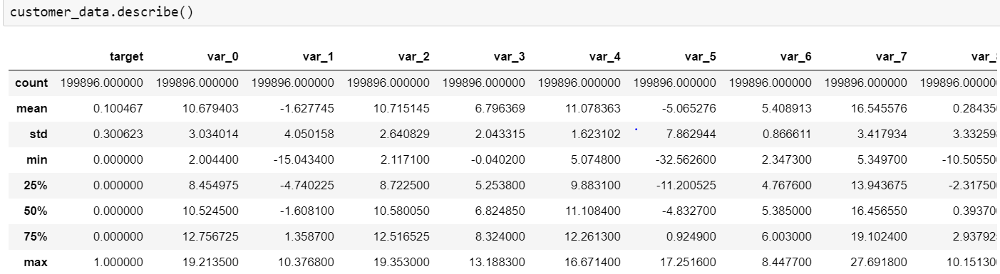 customer_data.describe()
target var_0 var_1 var_2 var_3 var_4 var_5 var_6 var_7 var_
count 199896.000000 199896.000000 199896.000000 199896.000000 199896.000000 199896.000000 199896.000000 199896.000000 199896.000000 199896.00000
mean 0.100467 10.679403 -1.627745 10.715145 6.796369 11.078363 -5.065276 5.408913 16.545576 0.28435
std 0.300623 3.034014 4.050158 2.640829 2.043315 1.623102 7.862944 0.866611 3.417934 3.33259
min 0.000000 2.004400 -15.043400 2.117100 -0.040200 5.074800 -32.562600 2.347300 5.349700 -10.50550
25% 0.000000 8.454975 -4.740225 8.722500 5.253800 9.883100 -11.200525 4.767600 13.943675 -2.31750
50% 0.000000 10.524500 -1.608100 10.580050 6.824850 11.108400 -4.832700 5.385000 16.456550 0.39370
75% 0.000000 12.756725 1.358700 12.516525 8.324000 12.261300 0.924900 6.003000 19.102400 2.93792
max 1.000000 19.213500 10.376800 19.353000 13.188300 16.671400 17.251600 8.447700 27.691800 10.15130